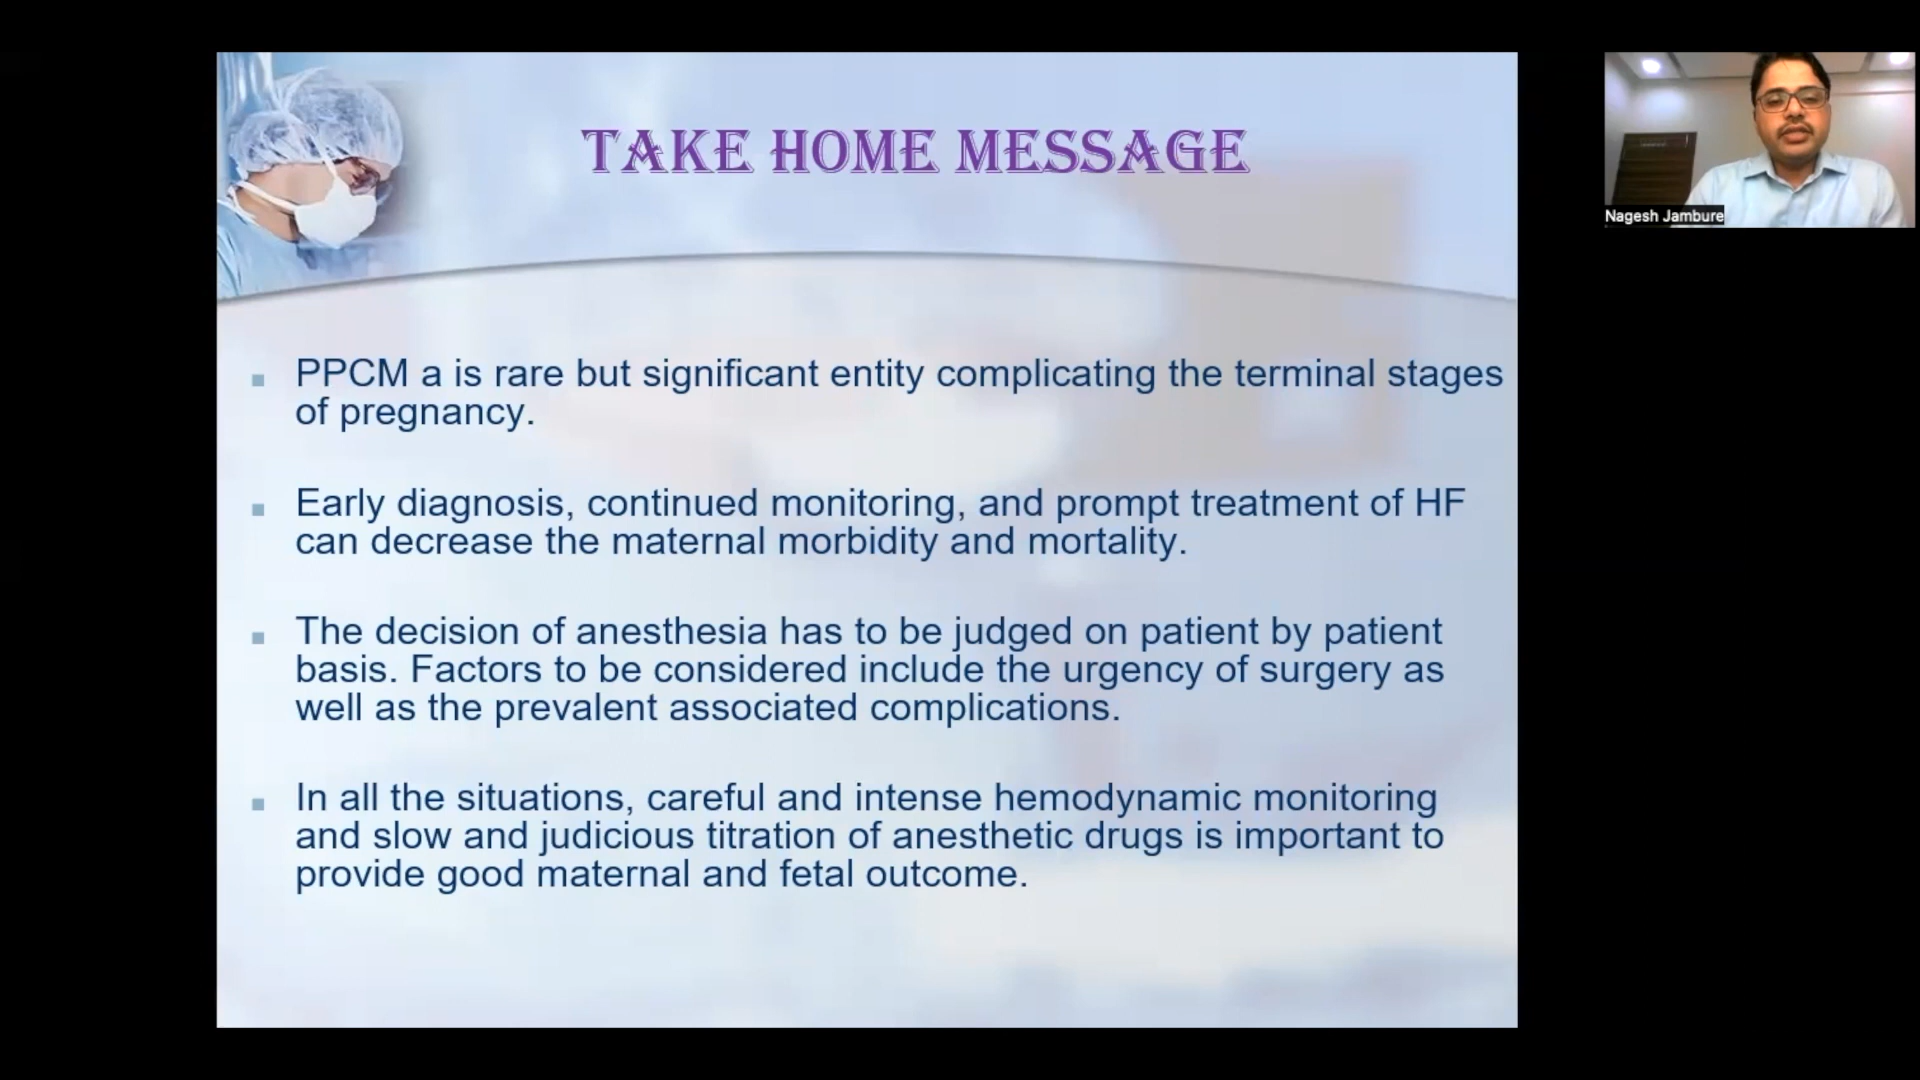 TAKE HOME MESSAGE
PPCM a is rare but significant entity complicating the terminal stages
of pregnancy.
Early diagnosis, continued monitoring, and prompt treatment of HF
can decrease the maternal morbidity and mortality.
The decision of anesthesia has to be judged on patient by patient
basis. Factors to be considered include the urgency of surgery as
well as the prevalent associated complications.
In all the situations, careful and intense hemodynamic monitoring
and slow and judicious titration of anesthetic drugs is important to
provide good maternal and fetal outcome.
Nagesh Jambure